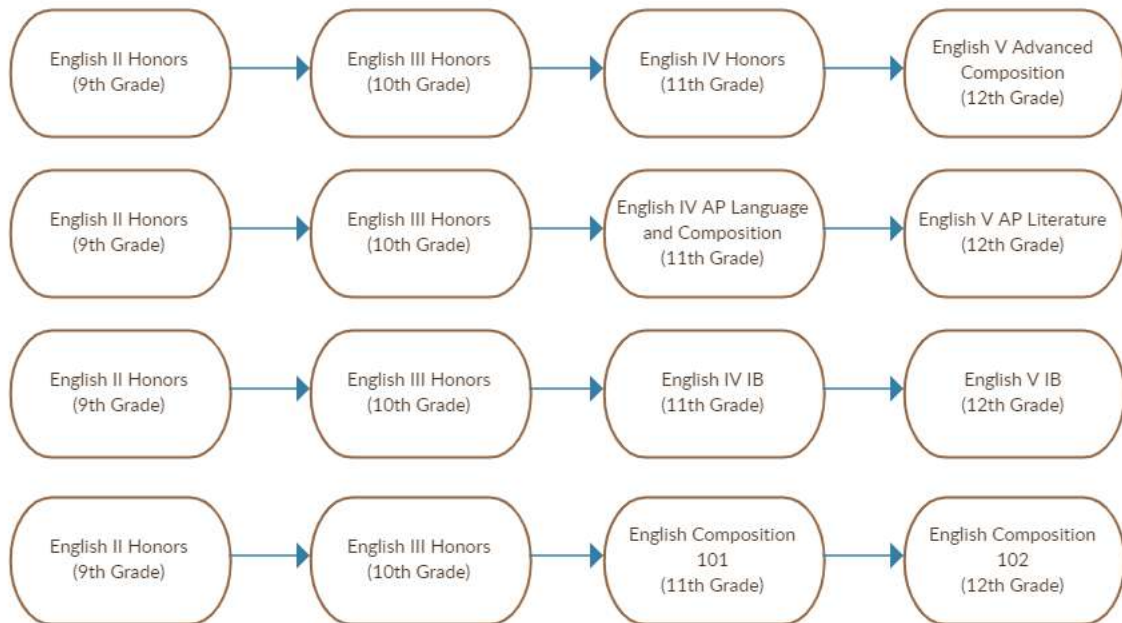 English II Honors
(9th Grade)
English III Honors
(10th Grade)
English IV Honors
(11th Grade)
English V Advanced
Composition
(12th Grade)
English II Honors
(9th Grade)
English III Honors
(10th Grade)
English IV AP Language
and Composition
(11th Grade)
English V AP Literature
(12th Grade)
English II Honors
(9th Grade)
English III Honors
(10th Grade)
English IV IB
(11th Grade)
English V IB
(12th Grade)
English II Honors
(9th Grade)
English III Honors
(10th Grade)
English Composition
101
(11th Grade)
English Composition
102
(12th Grade)